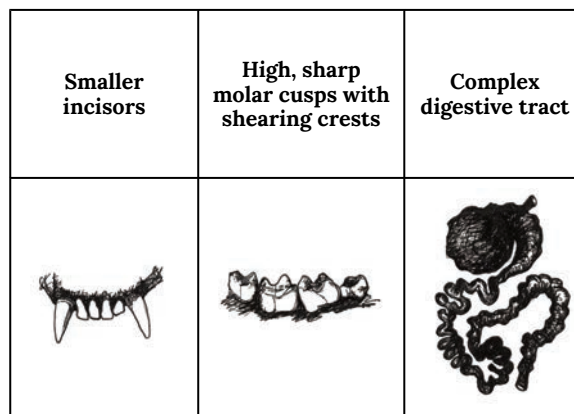 Smaller
incisors
High, sharp
molar cusps with
shearing crests
Complex
digestive tract